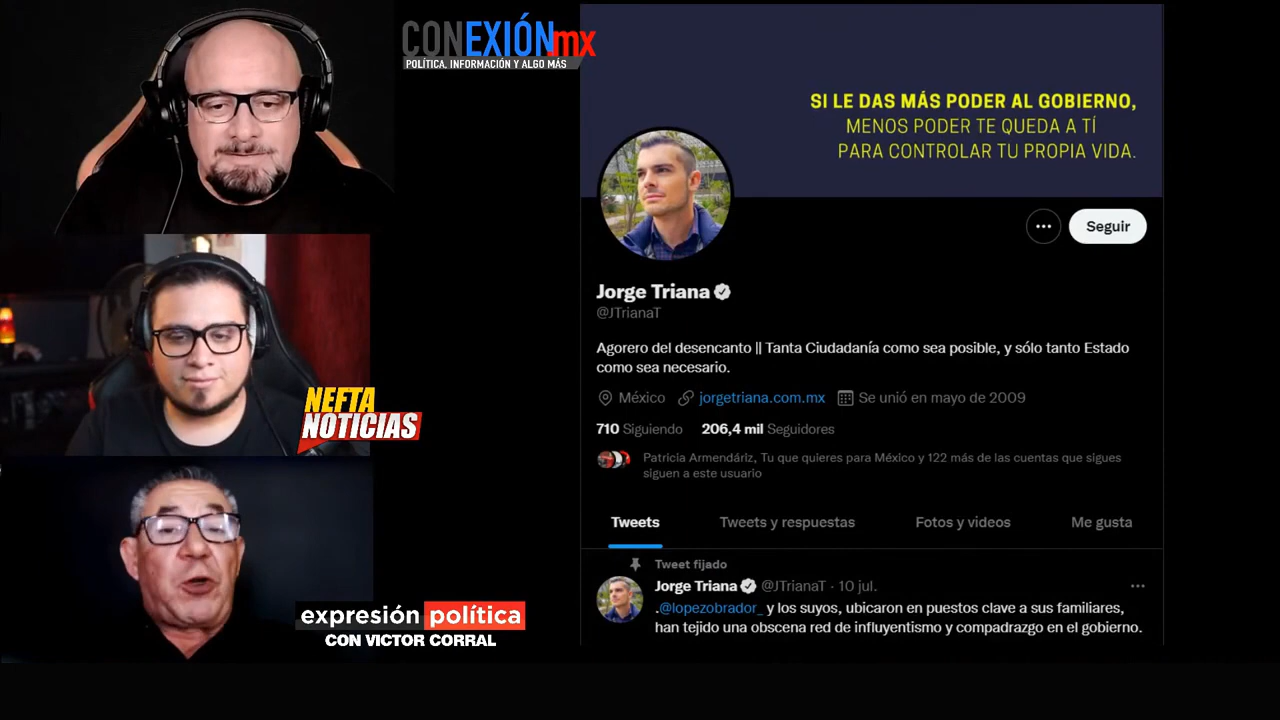 CONEXIÓNmx
POLÍTICA, INFORMACIÓN Y ALGO MÁS
NEFTA
NOTICIAS
expresión política
CON VICTOR CORRAL
SI LE DAS MÁS PODER AL GOBIERNO,
MENOS PODER TE QUEDA A TÍ
PARA CONTROLAR TU PROPIA VIDA.
Seguir
Jorge Triana
@JTrianaT
Agorero del desencanto || Tanta Ciudadanía como sea posible, y sólo tanto Estado
como sea necesario.
México jorgetriana.com.mx Se unió en mayo de 2009
710 Siguiendo 206,4 mil Seguidores
Patricia Armendáriz, Tu que quieres para México y 122 más de las cuentas que sigues
siguen a este usuario
Tweets Tweets y respuestas Fotos y videos Me gusta
Tweet fijado
Jorge Triana @JTrianaT · 10 jul.
.@lopezobrador_ y los suyos, ubicaron en puestos clave a sus familiares,
han tejido una obscena red de influyentismo y compadrazgo en el gobierno.